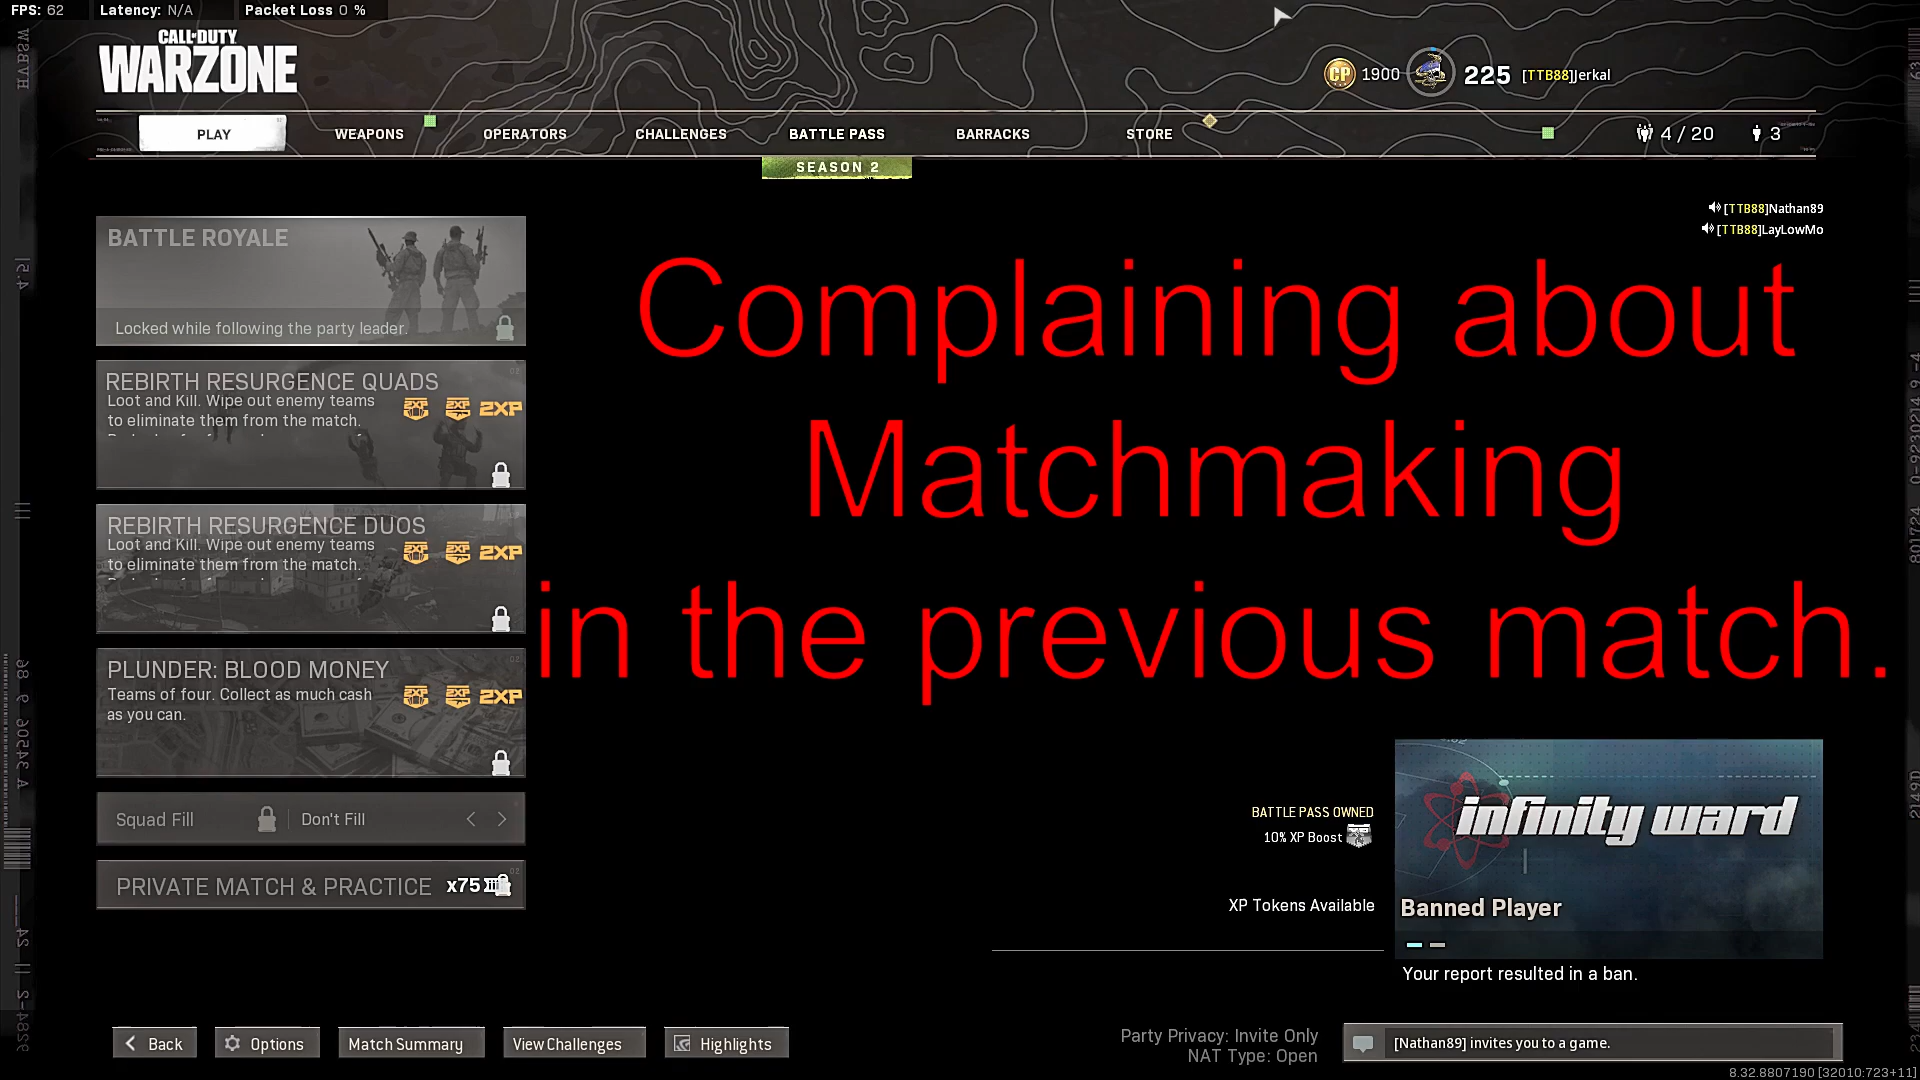 FPS: 62 Latency: N/A Packet Loss 0 %
CALL OF DUTY
WARZONE
CP 1900 225 [TTB88]Jerkal
PLAY WEAPONS OPERATORS CHALLENGES BATTLE PASS BARRACKS STORE 4 / 20 3
SEASON 2
[TTB88]Nathan89
[TTB88]LayLowMo
BATTLE ROYALE
Locked while following the party leader.
REBIRTH RESURGENCE QUADS
Loot and Kill. Wipe out enemy teams
to eliminate them from the match.
2XP 2XP 2XP
REBIRTH RESURGENCE DUOS
Loot and Kill. Wipe out enemy teams
to eliminate them from the match.
2XP 2XP 2XP
PLUNDER: BLOOD MONEY
Teams of four. Collect as much cash
as you can.
2XP 2XP 2XP
Squad Fill Don't Fill
PRIVATE MATCH & PRACTICE x75
Complaining about
Matchmaking
in the previous match.
BATTLE PASS OWNED
10% XP Boost
XP Tokens Available
infinity ward
Banned Player
Your report resulted in a ban.
Back Options Match Summary View Challenges Highlights
Party Privacy: Invite Only
NAT Type: Open
[Nathan89] invites you to a game.
8.32.8807190 [32010:723+11]